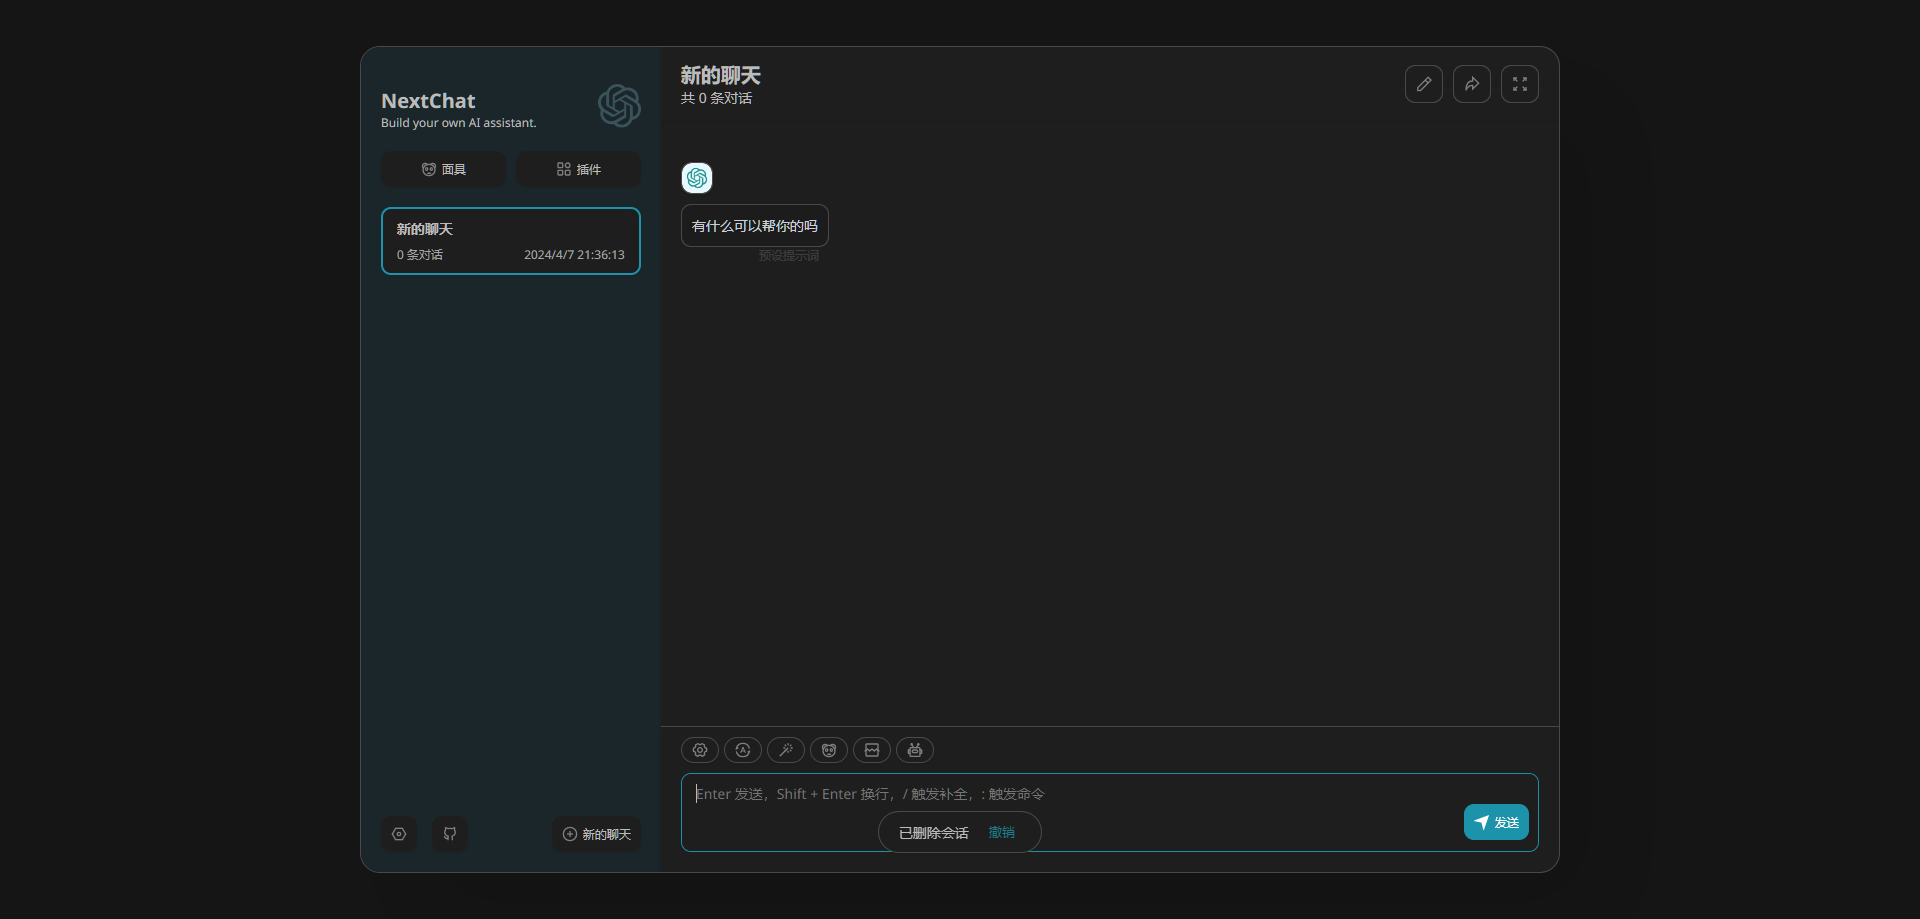 NextChat
Build your own AI assistant.
面具
插件
新的聊天
0 条对话
2024/4/7 21:36:13
新的聊天
新的聊天
共 0 条对话
有什么可以帮你的吗
预设提示词
Enter 发送，Shift + Enter 换行，/ 触发补全，: 触发命令
已删除会话
撤销
发送